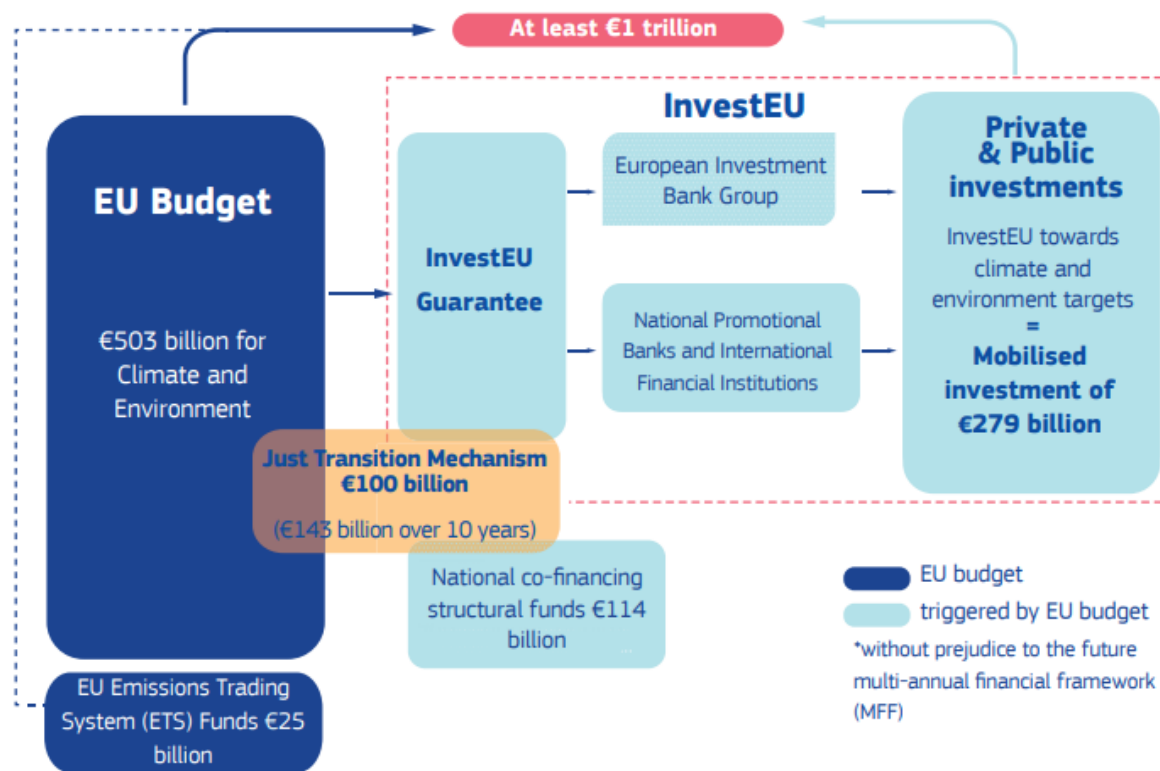 At least €1 trillion
EU Budget
€503 billion for
Climate and
Environment
InvestEU
InvestEU
Guarantee
European Investment
Bank Group
National Promotional
Banks and International
Financial Institutions
Private
& Public
investments
InvestEU towards
climate and
environment targets
=
Mobilised
investment of
€279 billion
Just Transition Mechanism
€100 billion
(€143 billion over 10 years)
National co-financing
structural funds €114
billion
EU Emissions Trading
System (ETS) Funds €25
billion
EU budget
triggered by EU budget
*without prejudice to the future
multi-annual financial framework
(MFF)